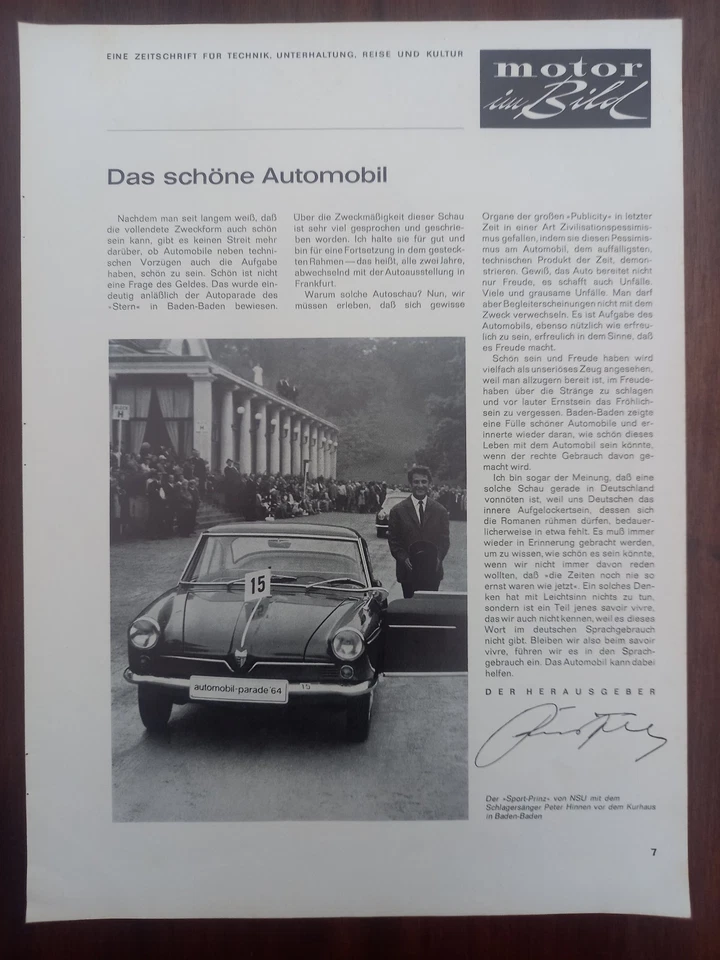 EINE ZEITSCHRIFT FÜR TECHNIK, UNTERHALTUNG, REISE UND KULTUR
motor
im Bild
Das schöne Automobil
Nachdem man seit langem weiß, daß
die vollendete Zweckform auch schön
sein kann, gibt es keinen Streit mehr
darüber, ob Automobile neben techni-
schen Vorzügen auch die Aufgabe
haben, schön zu sein. Schön ist nicht
eine Frage des Geldes. Das wurde ein-
deutig anläßlich der Autoparade des
»Stern« in Baden-Baden bewiesen.
Über die Zweckmäßigkeit dieser Schau
ist sehr viel gesprochen und geschrie-
ben worden. Ich halte sie für gut und
bin für eine Fortsetzung in dem gesteck-
ten Rahmen — das heißt, alle zwei Jahre,
abwechselnd mit der Autoausstellung in
Frankfurt.
Warum solche Autoschau? Nun, wir
müssen erleben, daß sich gewisse
Organe der großen »Publicity« in letzter
Zeit in einer Art Zivilisationspessimis-
mus gefallen, indem sie diesen Pessimis-
mus am Automobil, dem auffälligsten,
technischen Produkt der Zeit, demon-
strieren. Gewiß, das Auto bereitet nicht
nur Freude, es schafft auch Unfälle.
Viele und grausame Unfälle. Man darf
aber Begleiterscheinungen nicht mit dem
Zweck verwechseln. Es ist Aufgabe des
Automobils, ebenso nützlich wie erfreu-
lich zu sein, erfreulich in dem Sinne, daß
es Freude macht.
Schön sein und Freude haben wird
vielfach als unseriöses Zeug angesehen,
weil man allzugern bereit ist, im Freude-
haben über die Stränge zu schlagen
und vor lauter Ernstsein das Fröhlich-
sein zu vergessen. Baden-Baden zeigte
eine Fülle schöner Automobile und er-
innerte wieder daran, wie schön dieses
Leben mit dem Automobil sein könnte,
wenn der rechte Gebrauch davon ge-
macht wird.
Ich bin sogar der Meinung, daß eine
solche Schau gerade in Deutschland
vonnöten ist, weil uns Deutschen das
innere Aufgelockertsein, dessen sich
die Romanen rühmen dürfen, bedauer-
licherweise in etwa fehlt. Es muß immer
wieder in Erinnerung gebracht werden,
um zu wissen, wie schön es sein könnte,
wenn wir nicht immer davon reden
wollten, daß »die Zeiten noch nie so
ernst waren wie jetzt«. Ein solches Den-
ken hat mit Leichtsinn nichts zu tun,
sondern ist ein Teil jenes savoir vivre,
das wir auch nicht kennen, weil es dieses
Wort im deutschen Sprachgebrauch
nicht gibt. Bleiben wir also beim savoir
vivre, führen wir es in den Sprach-
gebrauch ein. Das Automobil kann dabei
helfen.
DER HERAUSGEBER
H
15
automobil-parade'64
15
Der »Sport-Prinz« von NSU mit dem
Schlagersänger Peter Hinnen vor dem Kurhaus
in Baden-Baden
7